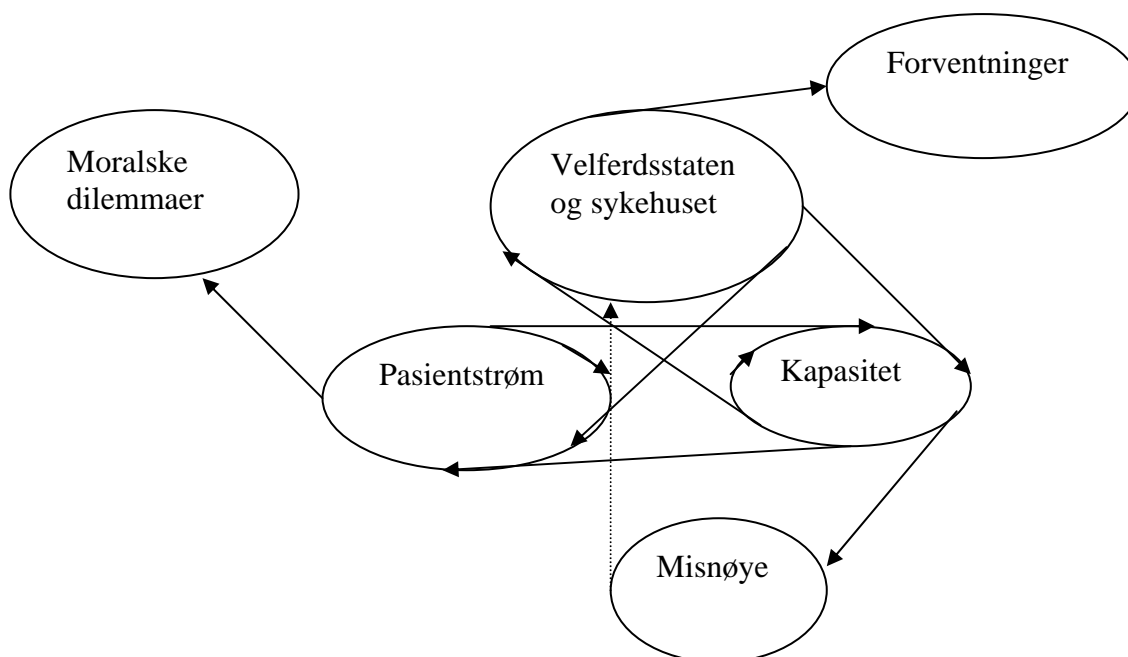 Forventninger
Moralske
dilemmaer
Velferdsstaten
og sykehuset
Pasientstrøm
Kapasitet
Misnøye